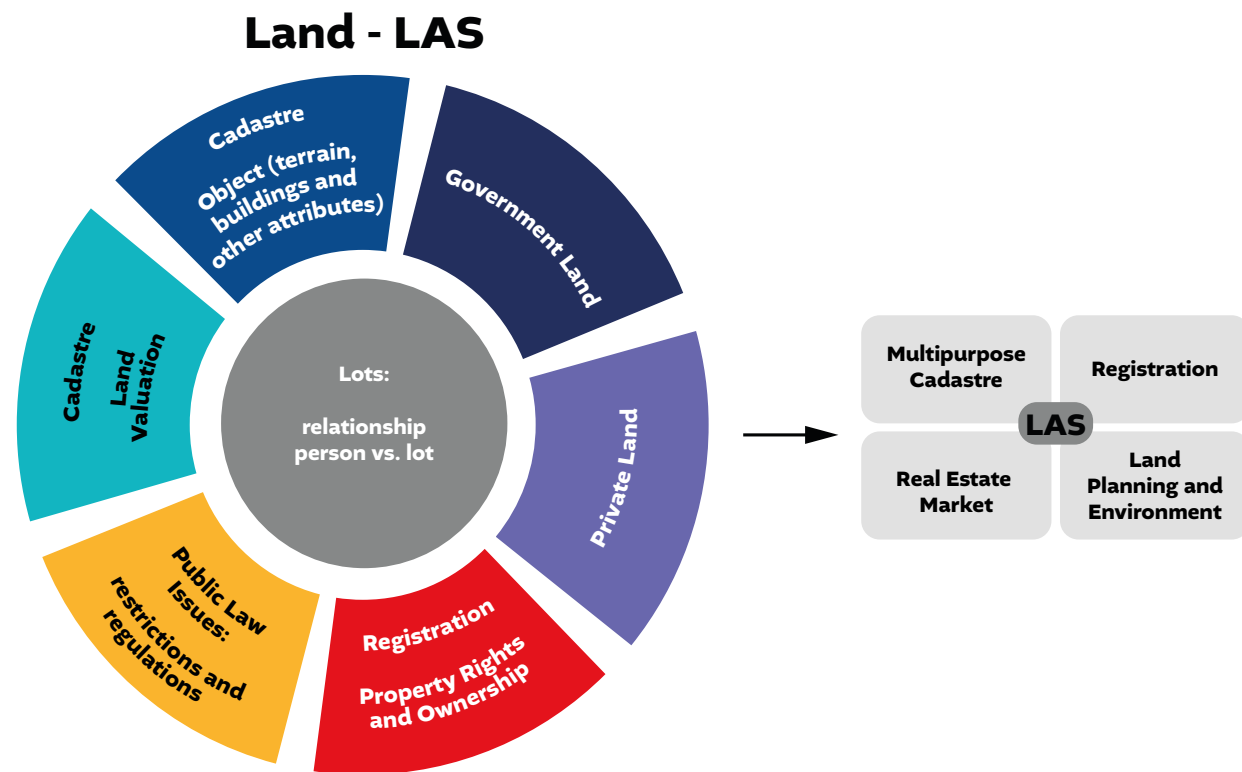 Land - LAS
Cadastre
Object (terrain,
buildings and
other attributes)
Government Land
Private Land
Registration
Property Rights
and Ownership
Public Law
Issues:
restrictions and
regulations
Cadastre
Land
Valuation
Lots:
relationship
person vs. lot
Multipurpose
Cadastre
Registration
LAS
Real Estate
Market
Land
Planning and
Environment